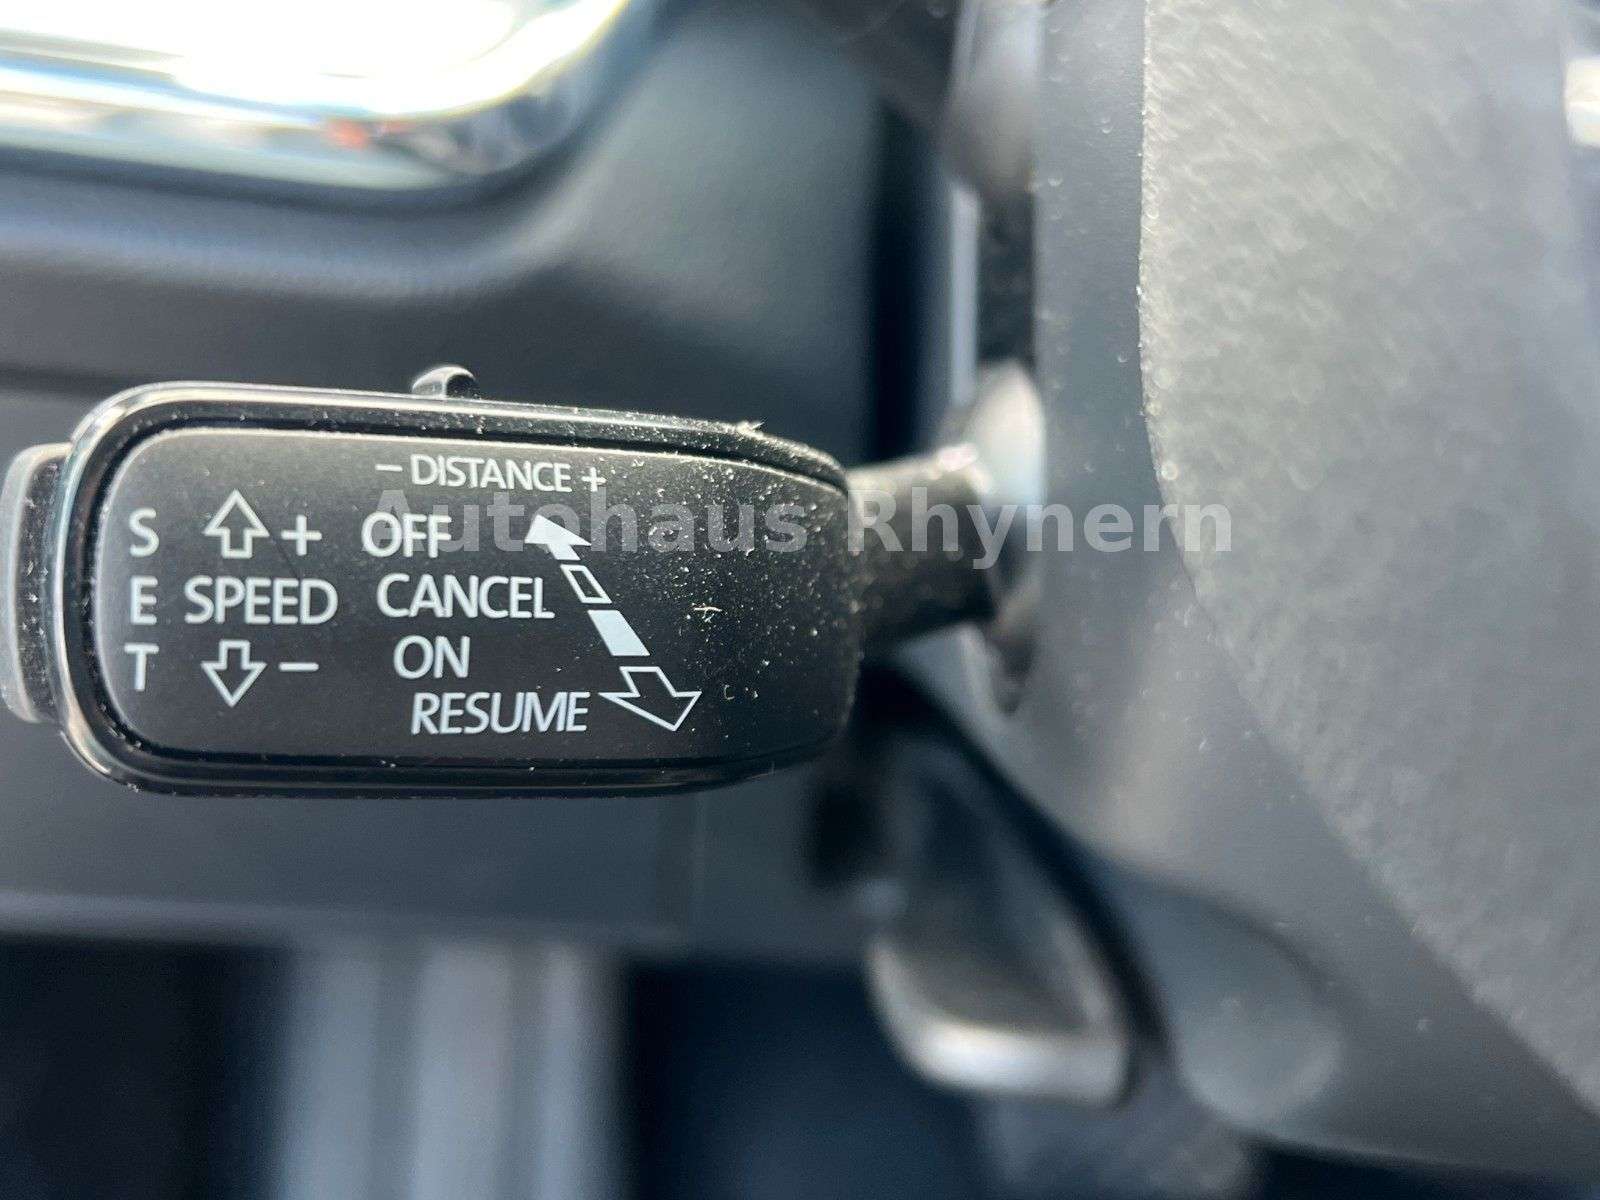 – DISTANCE +
S + OFF
E SPEED CANCEL
T – ON
RESUME
Autohaus Rhynern